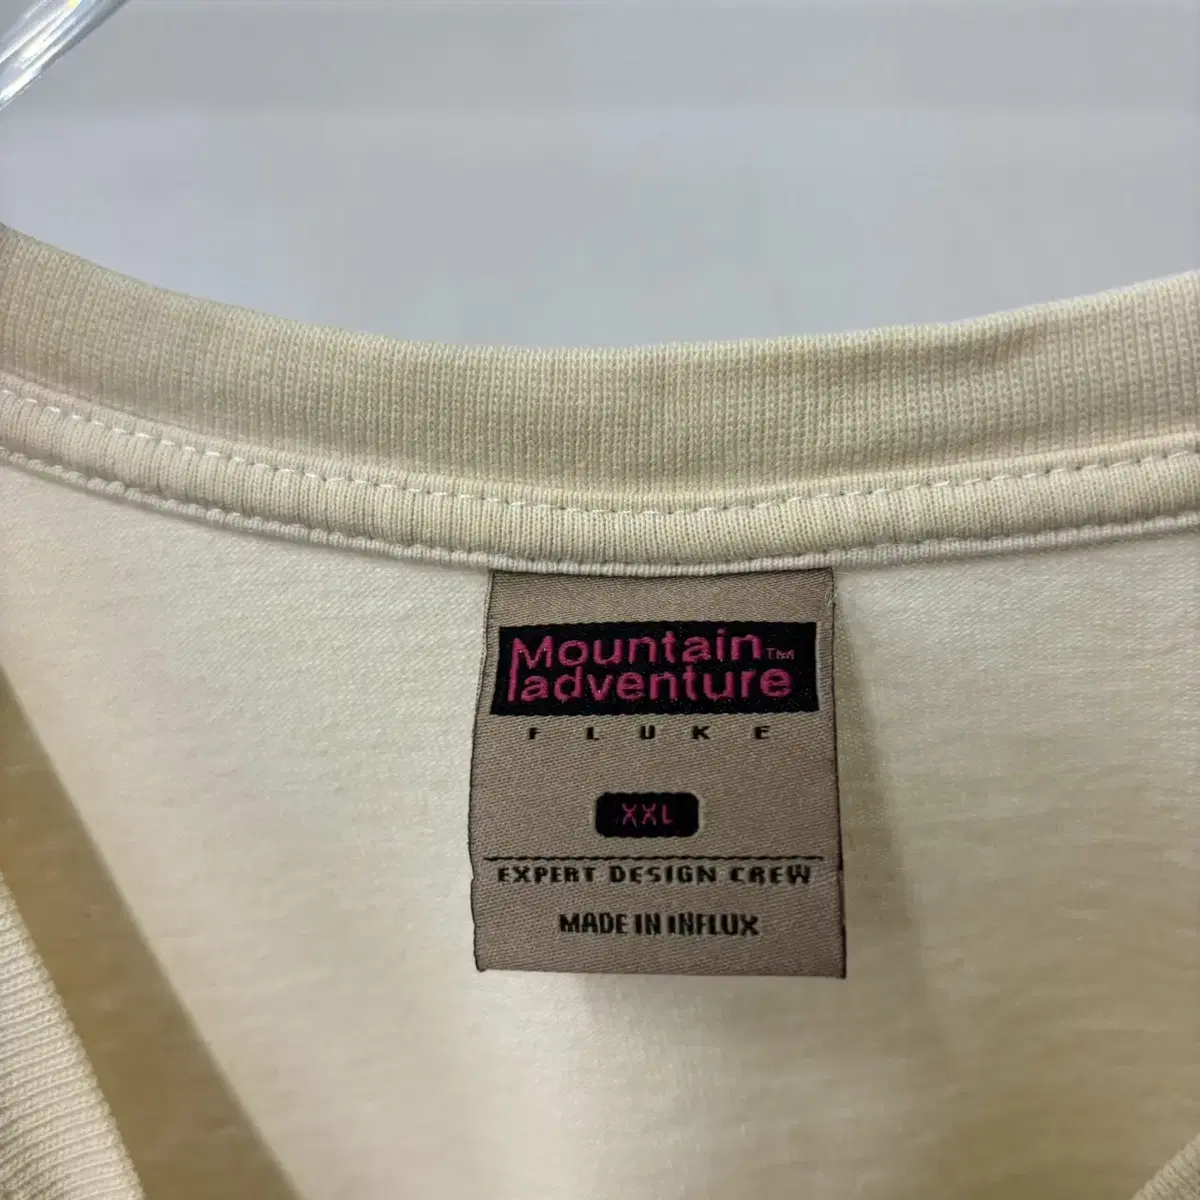 Mountain™
adventure
FLUKE
XXL
EXPERT DESIGN CREW
MADE IN INFLUX